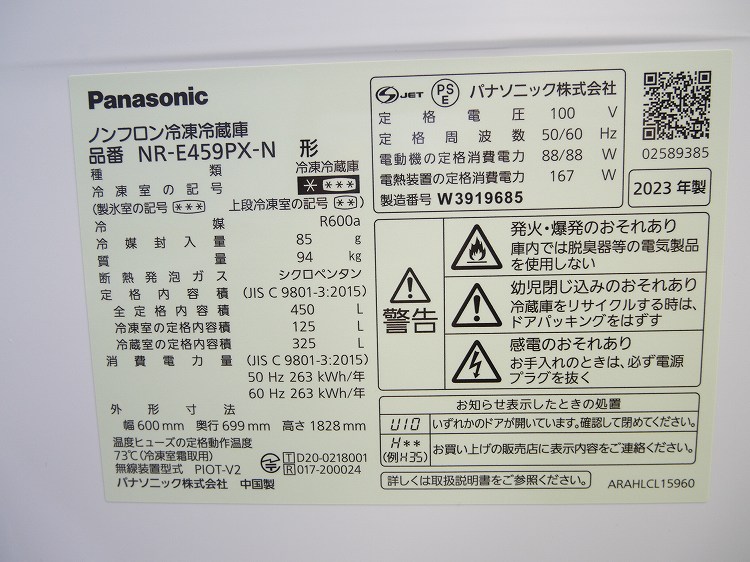 Panasonic
ノンフロン冷凍冷蔵庫
品番 NR-E459PX-N 形
種類 冷凍冷蔵庫
冷凍室の記号 * ***
(製氷室の記号 *** 上段冷凍室の記号 **)
冷媒 R600a
冷媒封入量 85 g
質量 94 kg
断熱発泡ガス シクロペンタン
定格内容積 (JIS C 9801-3:2015)
全定格内容積 450 L
冷凍室の定格内容積 125 L
冷蔵室の定格内容積 325 L
消費電力量 (JIS C 9801-3:2015)
50 Hz 263 kWh/年
60 Hz 263 kWh/年
外形寸法
幅 600 mm 奥行 699 mm 高さ 1828 mm
温度ヒューズの定格動作温度
73℃(冷凍室霜取用)
無線装置型式 PIOT-V2
パナソニック株式会社 中国製
T D20-0218001
R 017-200024
S JET PS E パナソニック株式会社
定格電圧 100 V
定格周波数 50/60 Hz
電動機の定格消費電力 88/88 W
電熱装置の定格消費電力 167 W
製造番号 W3919685
02589385
2023 年製
警告
発火・爆発のおそれあり
庫内では脱臭器等の電気製品
を使用しない
幼児閉じ込みのおそれあり
冷蔵庫をリサイクルする時は、
ドアパッキングをはずす
感電のおそれあり
お手入れのときは、必ず電源
プラグを抜く
お知らせ表示したときの処置
U10 いずれかのドアが開いています。確認して閉めてください。
H** (例H35) お買い上げの販売店に表示内容をご連絡ください。
詳しくは取扱説明書をご参照ください。
ARAHLCL15960